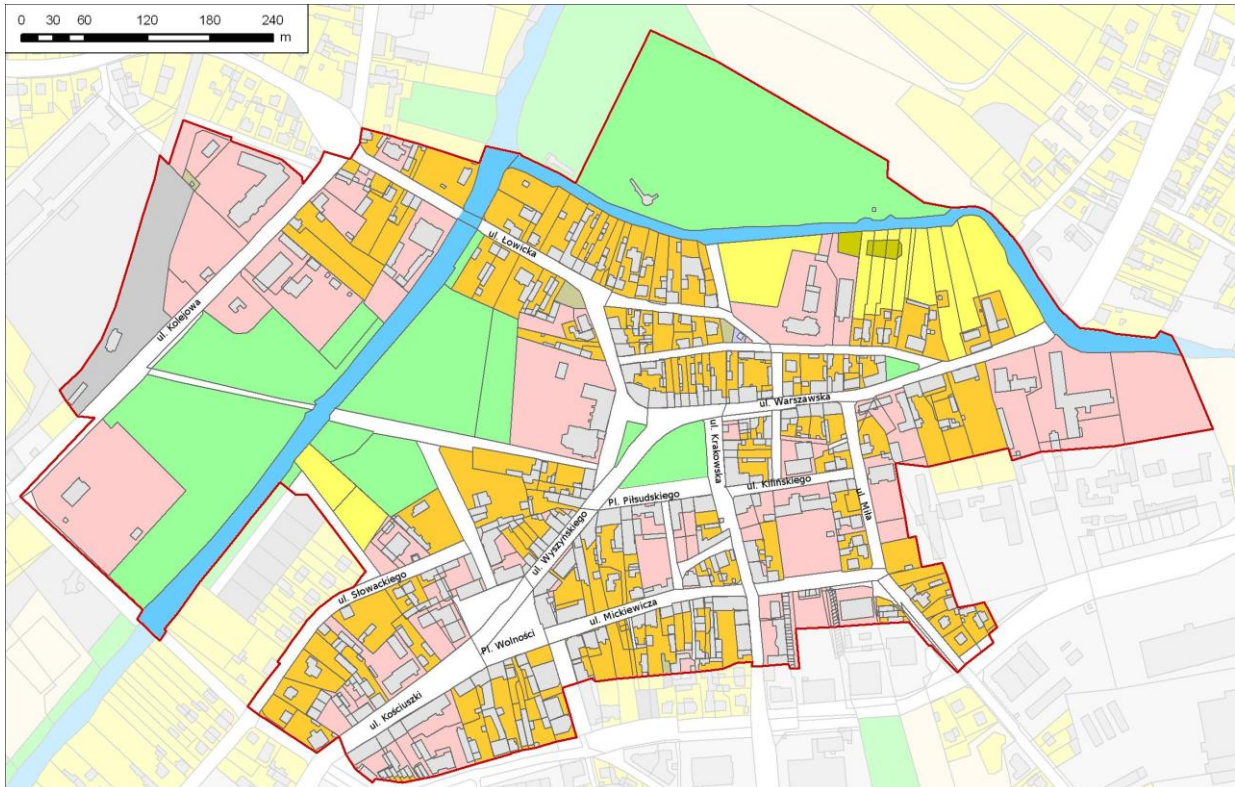 0 30 60 120 180 240
m
ul. Łowicka
ul. Kolejowa
ul. Warszawska
ul. Krakowska
ul. Kilińskiego
Pl. Piłsudskiego
ul. Miła
ul. Wyszyńskiego
ul. Słowackiego
ul. Mickiewicza
Pl. Wolności
ul. Kościuszki